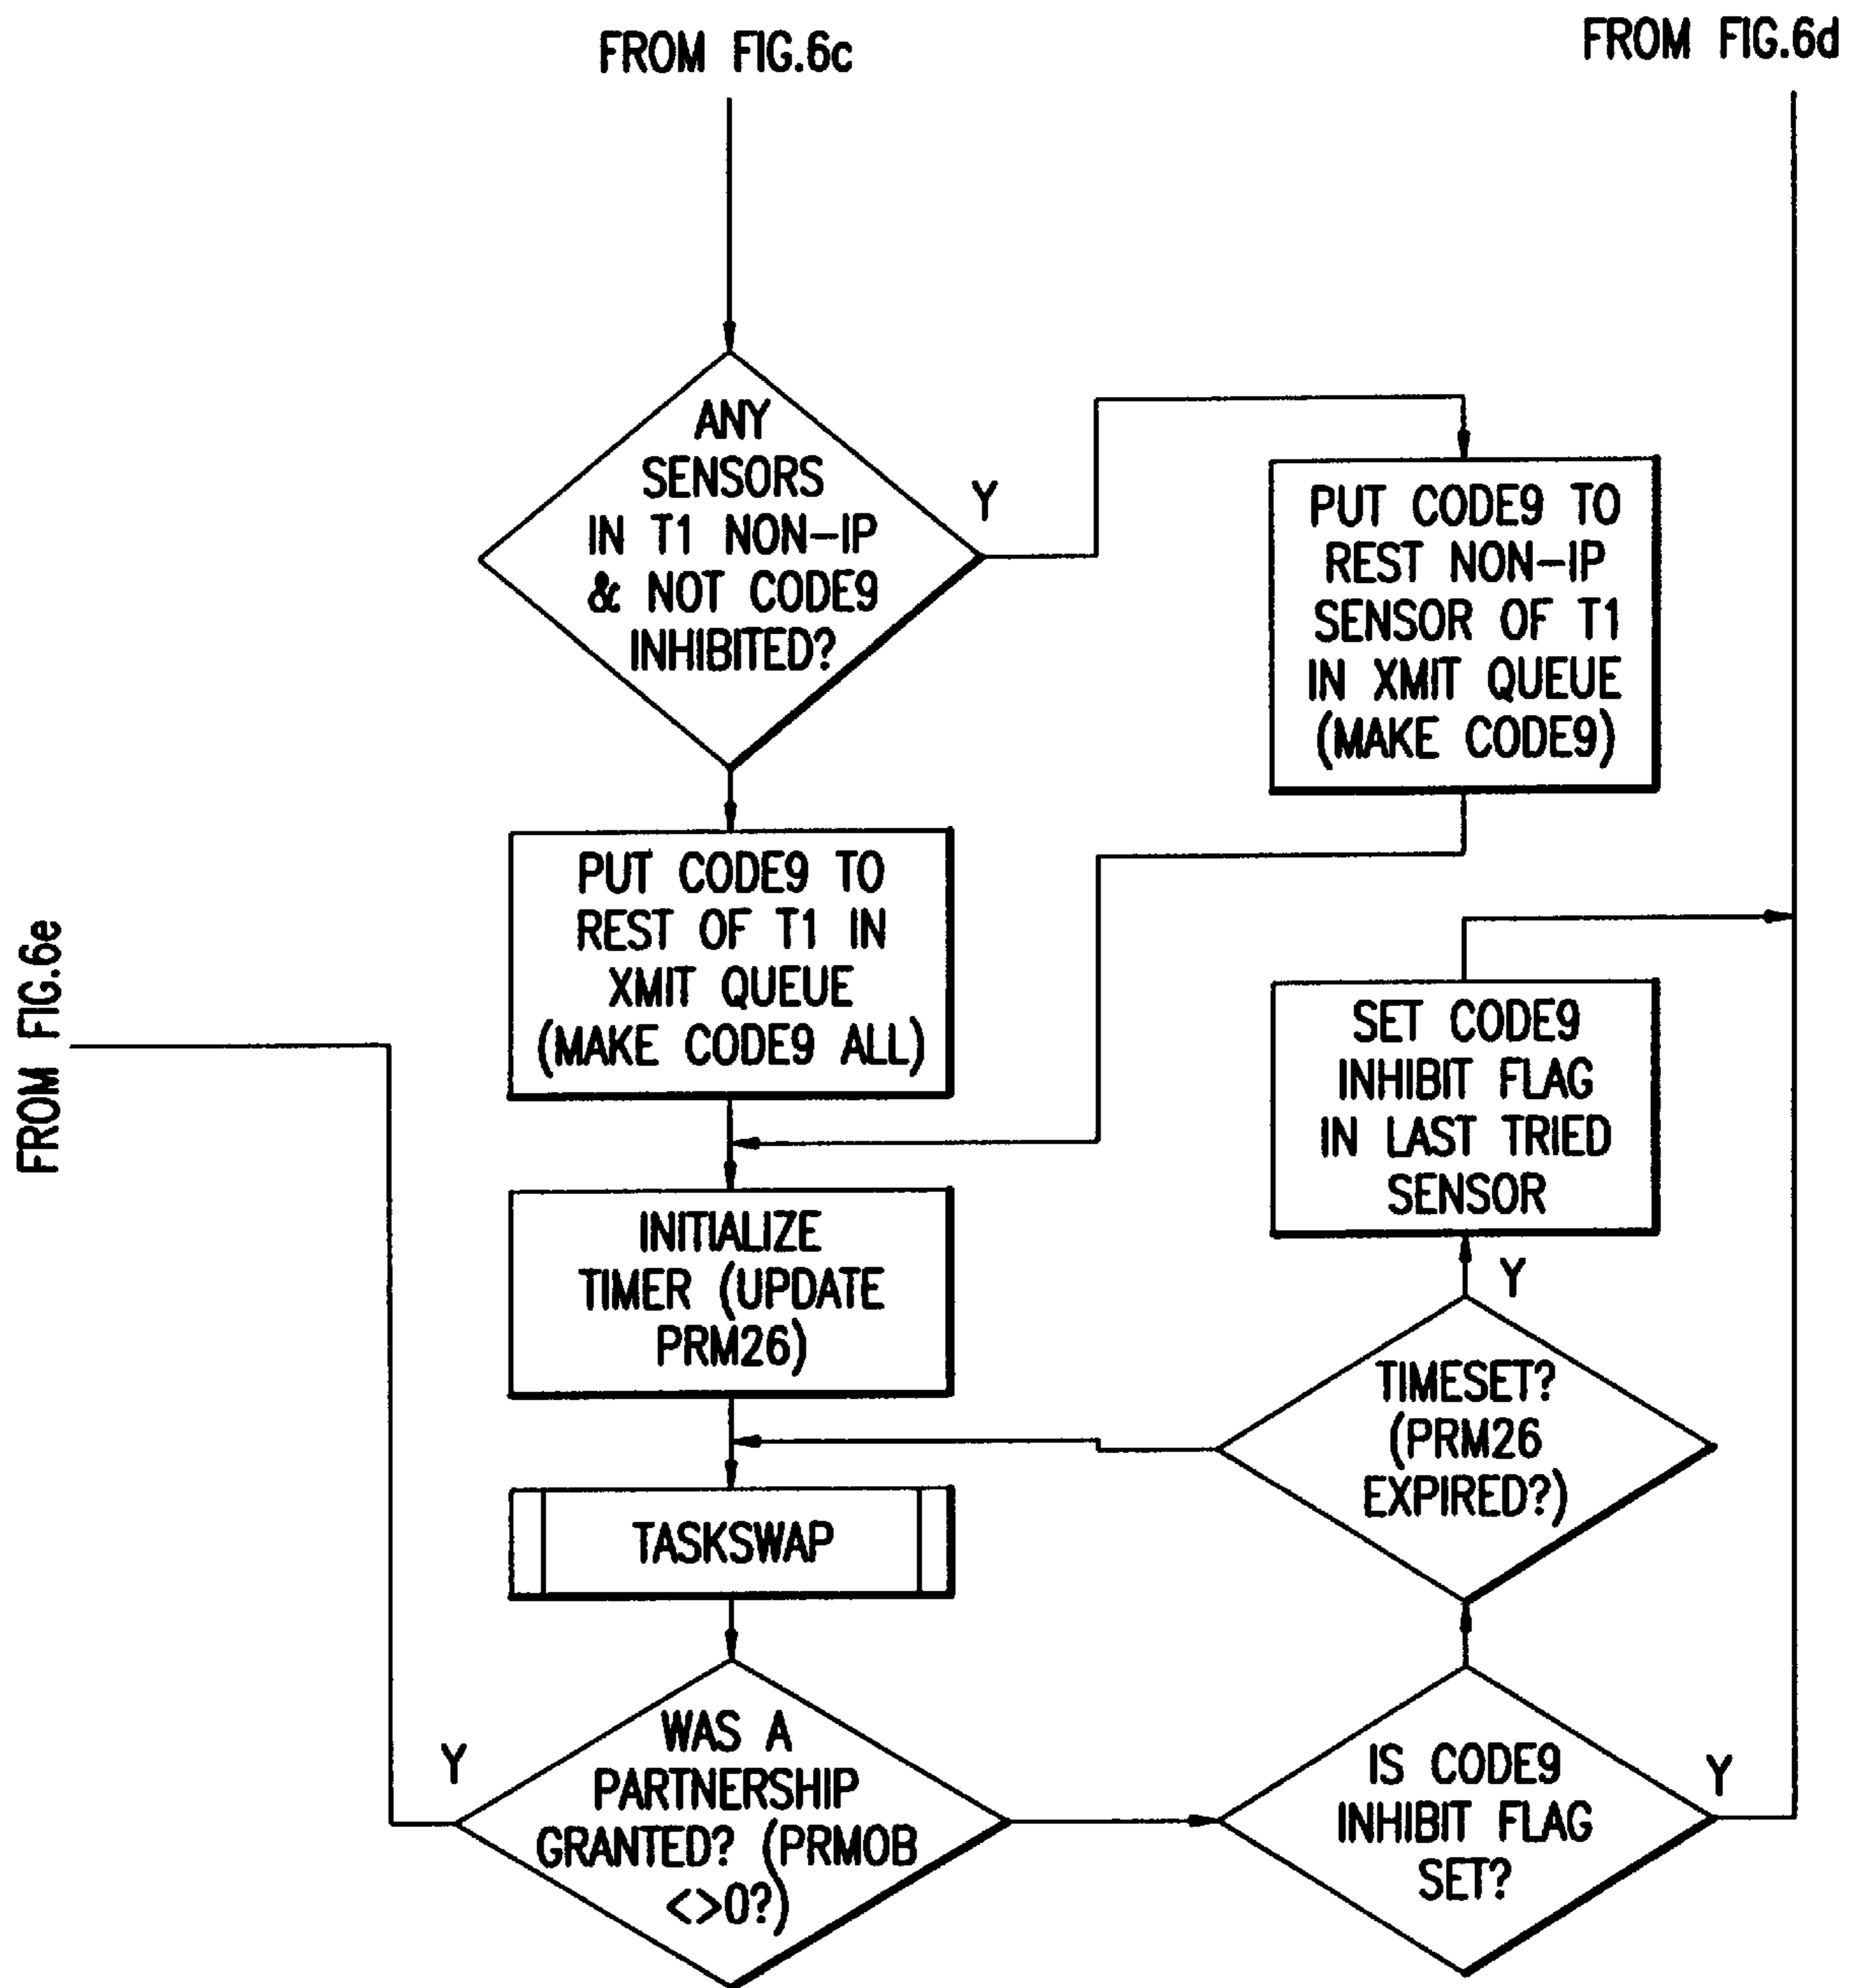 FROM FIG.6c
FROM FIG.6d
ANY
SENSORS
IN T1 NON-IP
& NOT CODE9
INHIBITED?
Y
PUT CODE9 TO
REST NON-IP
SENSOR OF T1
IN XMIT QUEUE
(MAKE CODE9)
PUT CODE9 TO
REST OF T1 IN
XMIT QUEUE
(MAKE CODE9 ALL)
FROM FIG.6e
SET CODE9
INHIBIT FLAG
IN LAST TRIED
SENSOR
INITIALIZE
TIMER (UPDATE
PRM26)
Y
TIMESET?
(PRM26
EXPIRED?)
TASKSWAP
WAS A
PARTNERSHIP
GRANTED? (PRMOB
<>0?)
Y
IS CODE9
INHIBIT FLAG
SET?
Y